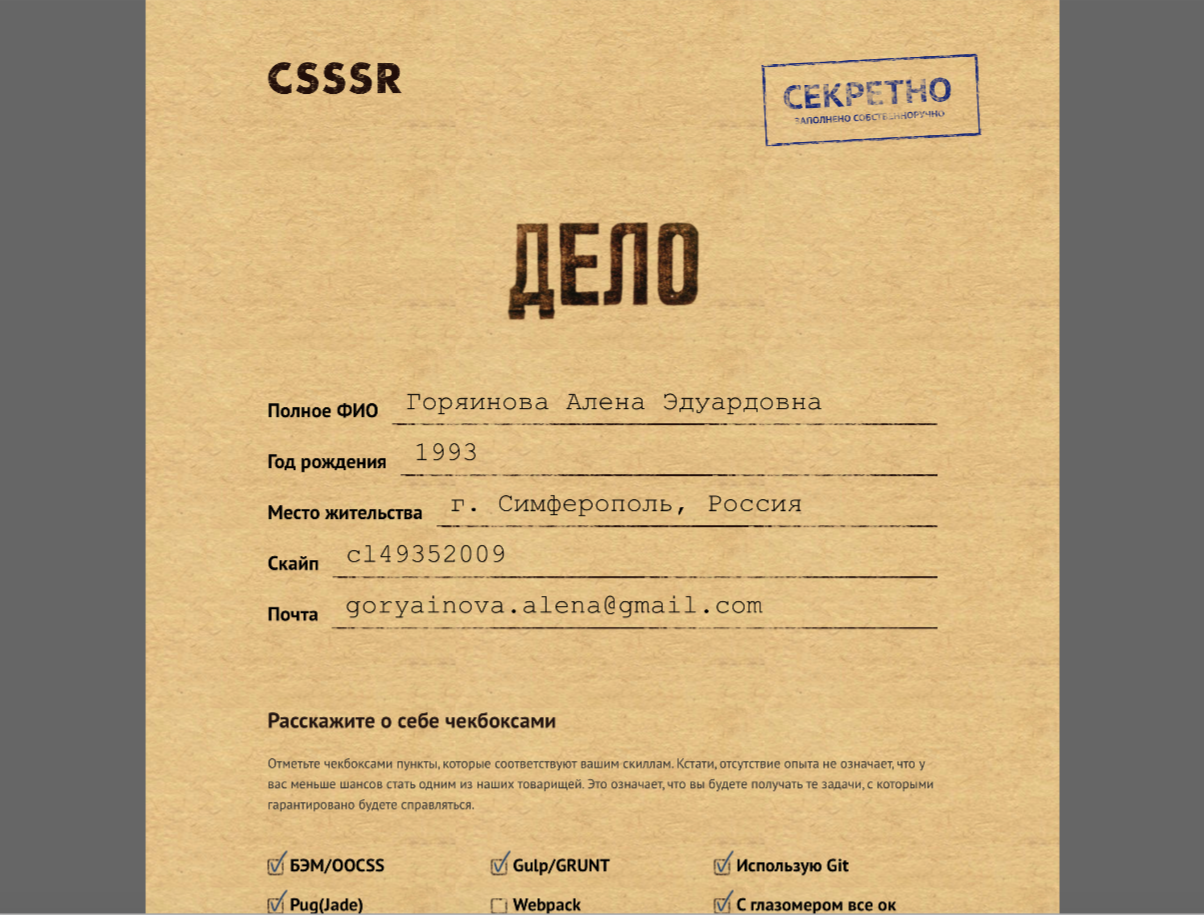 CSSSR
СЕКРЕТНО
ЗАПОЛНЕНО СОБСТВЕННОРУЧНО
ДЕЛО
Полное ФИО Горяинова Алена Эдуардовна
Год рождения 1993
Место жительства г. Симферополь, Россия
Скайп cl49352009
Почта goryainova.alena@gmail.com
Расскажите о себе чекбоксами
Отметьте чекбоксами пункты, которые соответствуют вашим скиллам. Кстати, отсутствие опыта не означает, что у
вас меньше шансов стать одним из наших товарищей. Это означает, что вы будете получать те задачи, с которыми
гарантировано будете справляться.
БЭМ/OOCSS Gulp/GRUNT Использую Git
Pug(Jade) Webpack С глазомером все ок